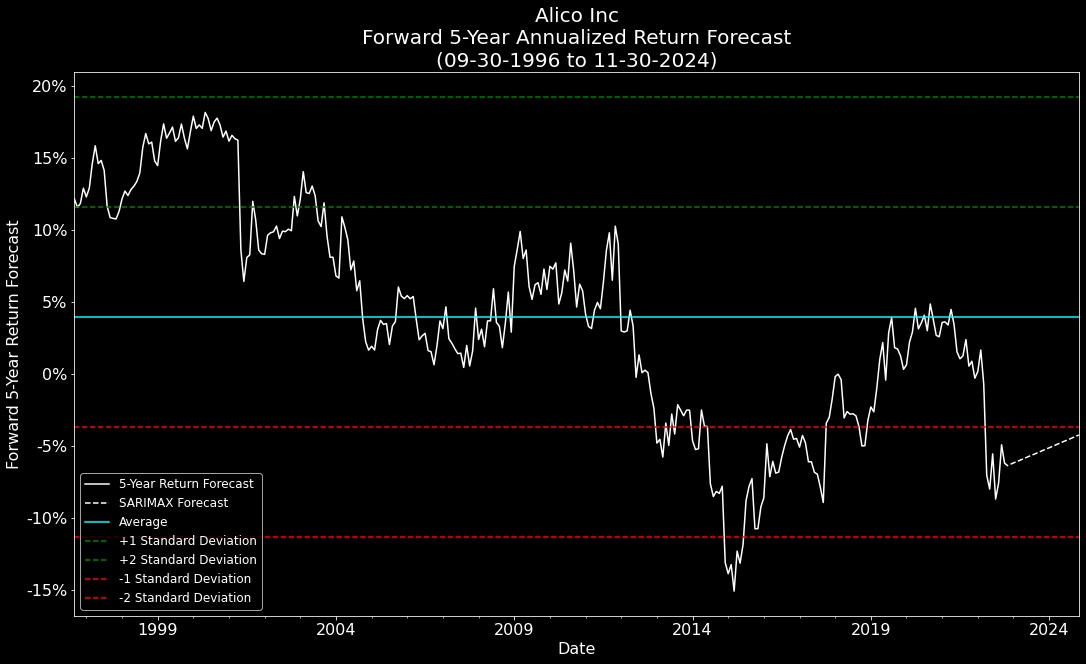 Alico Inc
Forward 5-Year Annualized Return Forecast
(09-30-1996 to 11-30-2024)
Forward 5-Year Return Forecast
20%
15%
10%
5%
0%
-5%
-10%
-15%
5-Year Return Forecast
SARIMAX Forecast
Average
+1 Standard Deviation
+2 Standard Deviation
-1 Standard Deviation
-2 Standard Deviation
1999 2004 2009 2014 2019 2024
Date